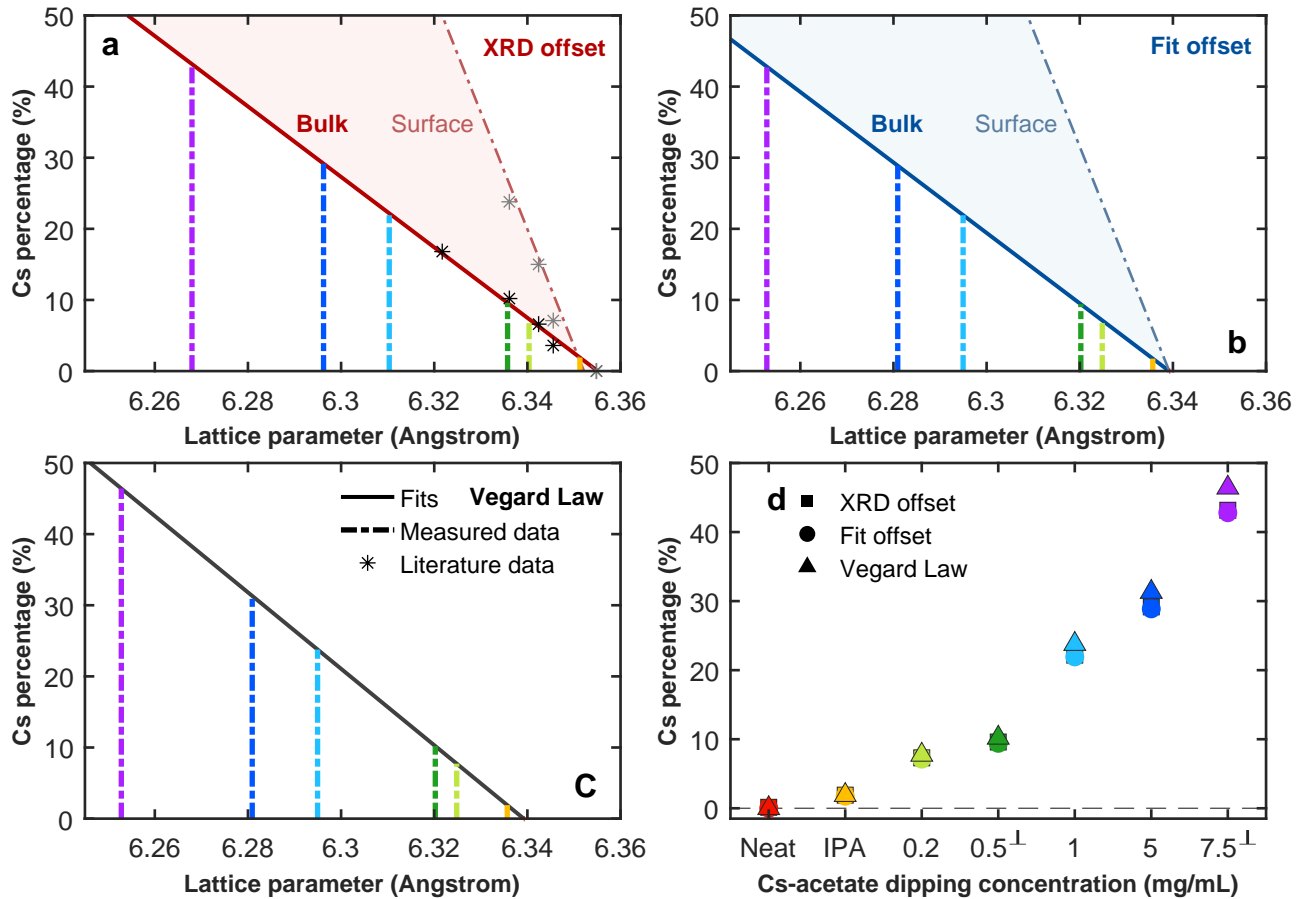 a
XRD offset
Bulk
Surface
50
40
30
20
10
0
Cs percentage (%)
6.26 6.28 6.3 6.32 6.34 6.36
Lattice parameter (Angstrom)
b
Fit offset
Bulk
Surface
50
40
30
20
10
0
Cs percentage (%)
6.26 6.28 6.3 6.32 6.34 6.36
Lattice parameter (Angstrom)
C
Fits
Vegard Law
Measured data
Literature data
50
40
30
20
10
0
Cs percentage (%)
6.26 6.28 6.3 6.32 6.34 6.36
Lattice parameter (Angstrom)
d
XRD offset
Fit offset
Vegard Law
50
40
30
20
10
0
Cs percentage (%)
Neat IPA 0.2 0.5⊥ 1 5 7.5⊥
Cs-acetate dipping concentration (mg/mL)